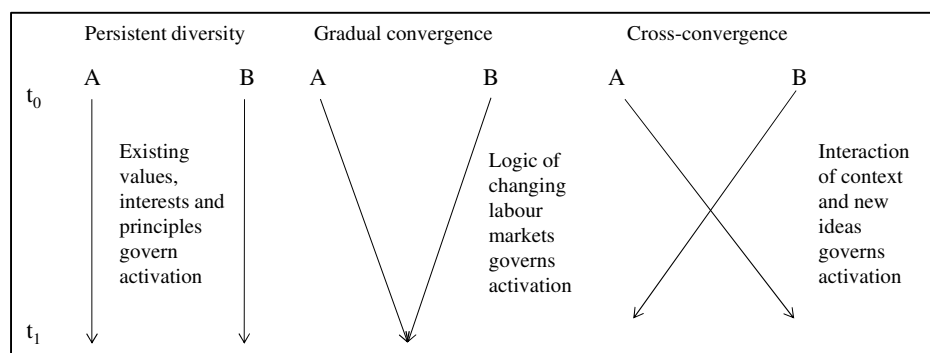 Persistent diversity
Gradual convergence
Cross-convergence
A
B
A
B
A
B
t0
Existing
values,
interests and
principles
govern
activation
Logic of
changing
labour
markets
governs
activation
Interaction
of context
and new
ideas
governs
activation
t1